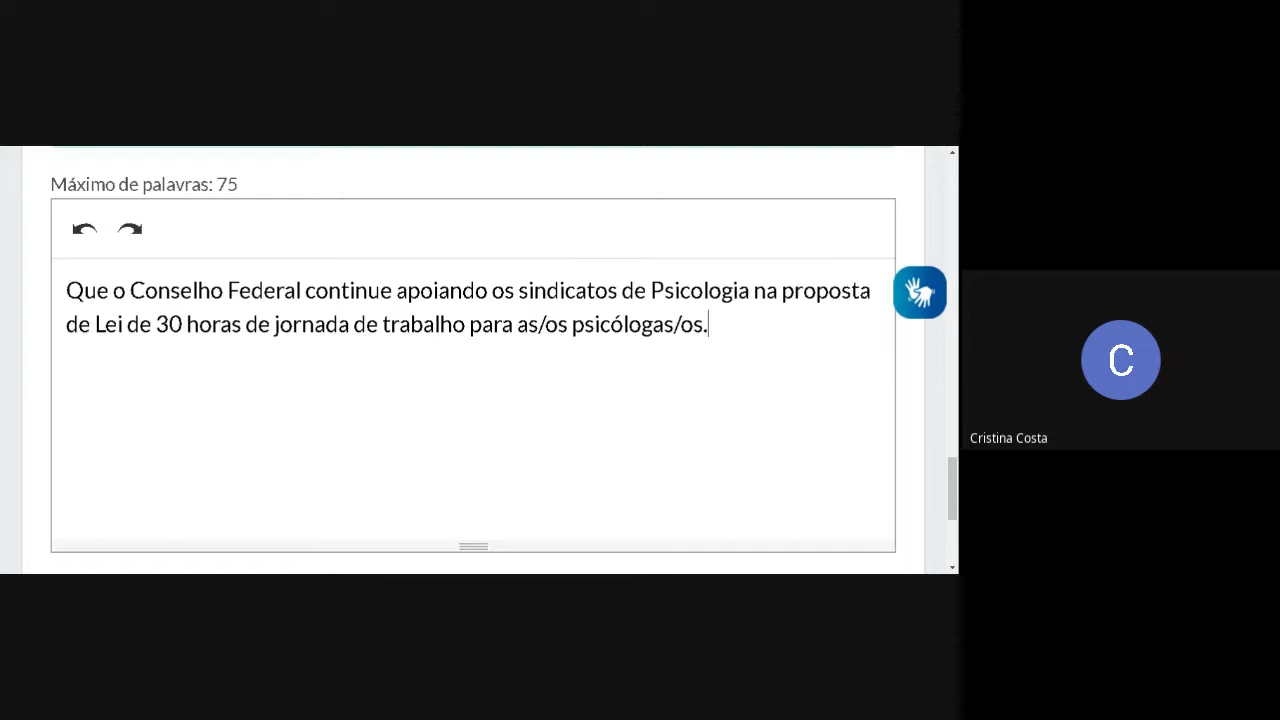 Máximo de palavras: 75
Que o Conselho Federal continue apoiando os sindicatos de Psicologia na proposta
de Lei de 30 horas de jornada de trabalho para as/os psicólogas/os.
C
Cristina Costa